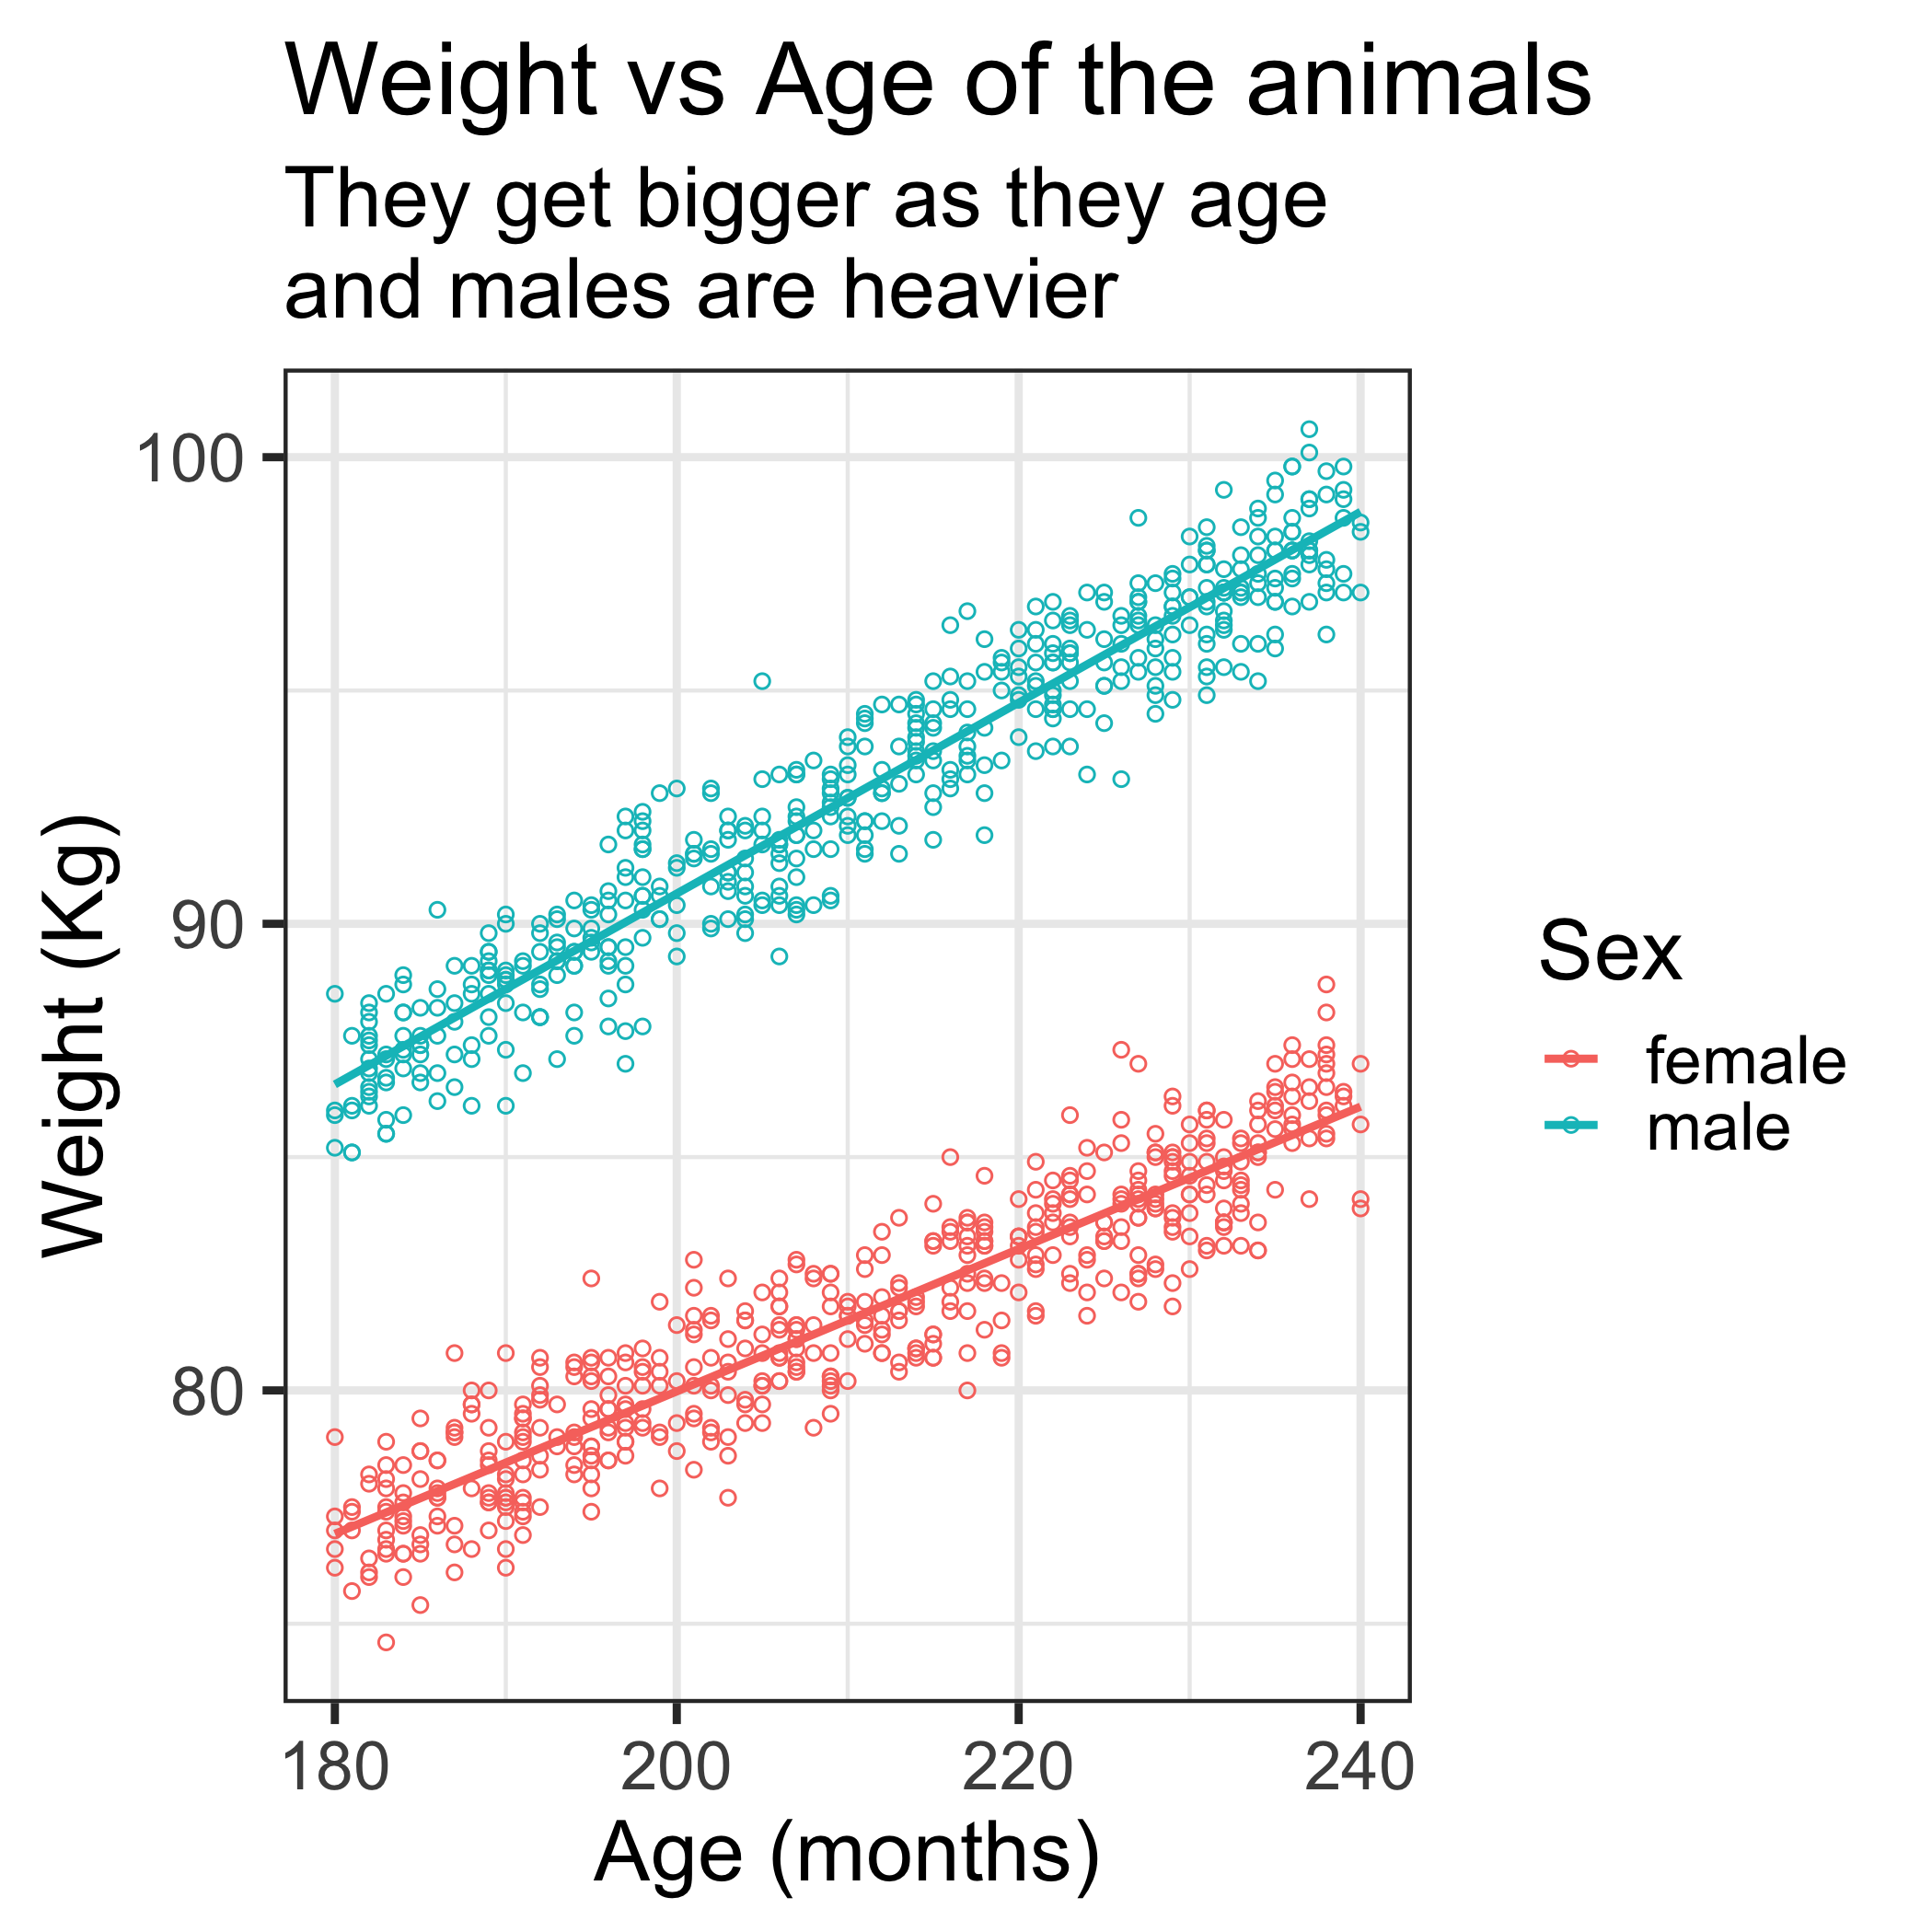 Weight vs Age of the animals
They get bigger as they age
and males are heavier
100
90
80
Weight (Kg)
180
200
220
240
Age (months)
Sex
female
male